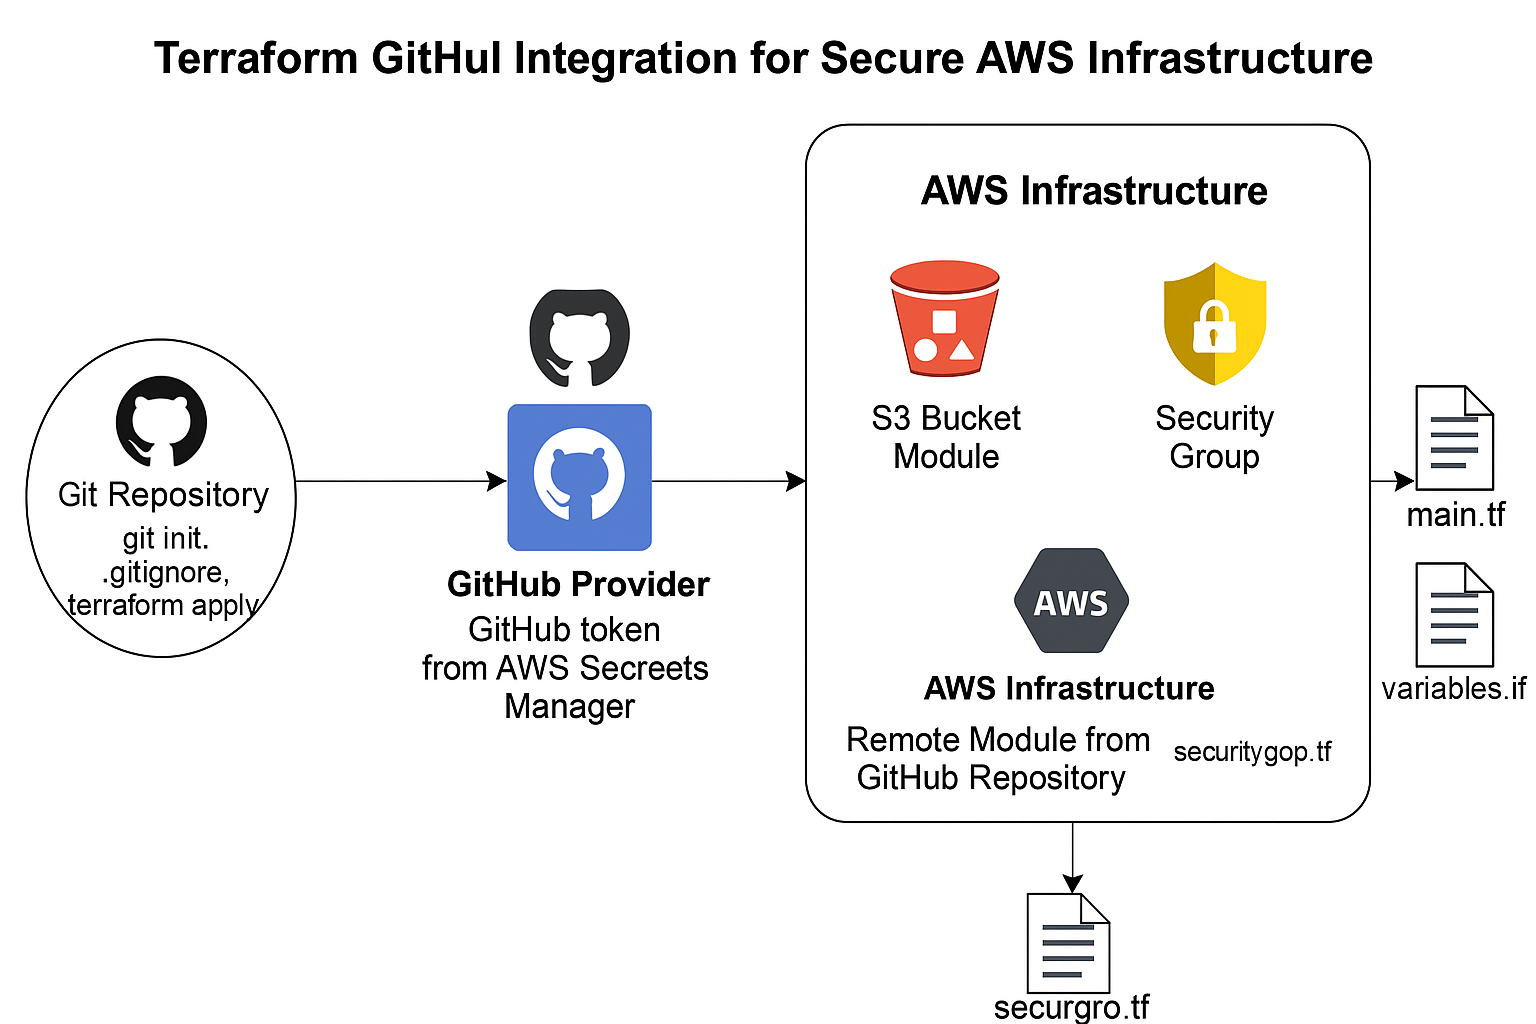 Terraform GitHul Integration for Secure AWS Infrastructure
Git Repository
git init.
.gitignore,
terraform apply
GitHub Provider
GitHub token
from AWS Secreets
Manager
AWS Infrastructure
S3 Bucket
Module
Security
Group
AWS
AWS Infrastructure
Remote Module from
GitHub Repository
securitygop.tf
main.tf
variables.if
securgro.tf